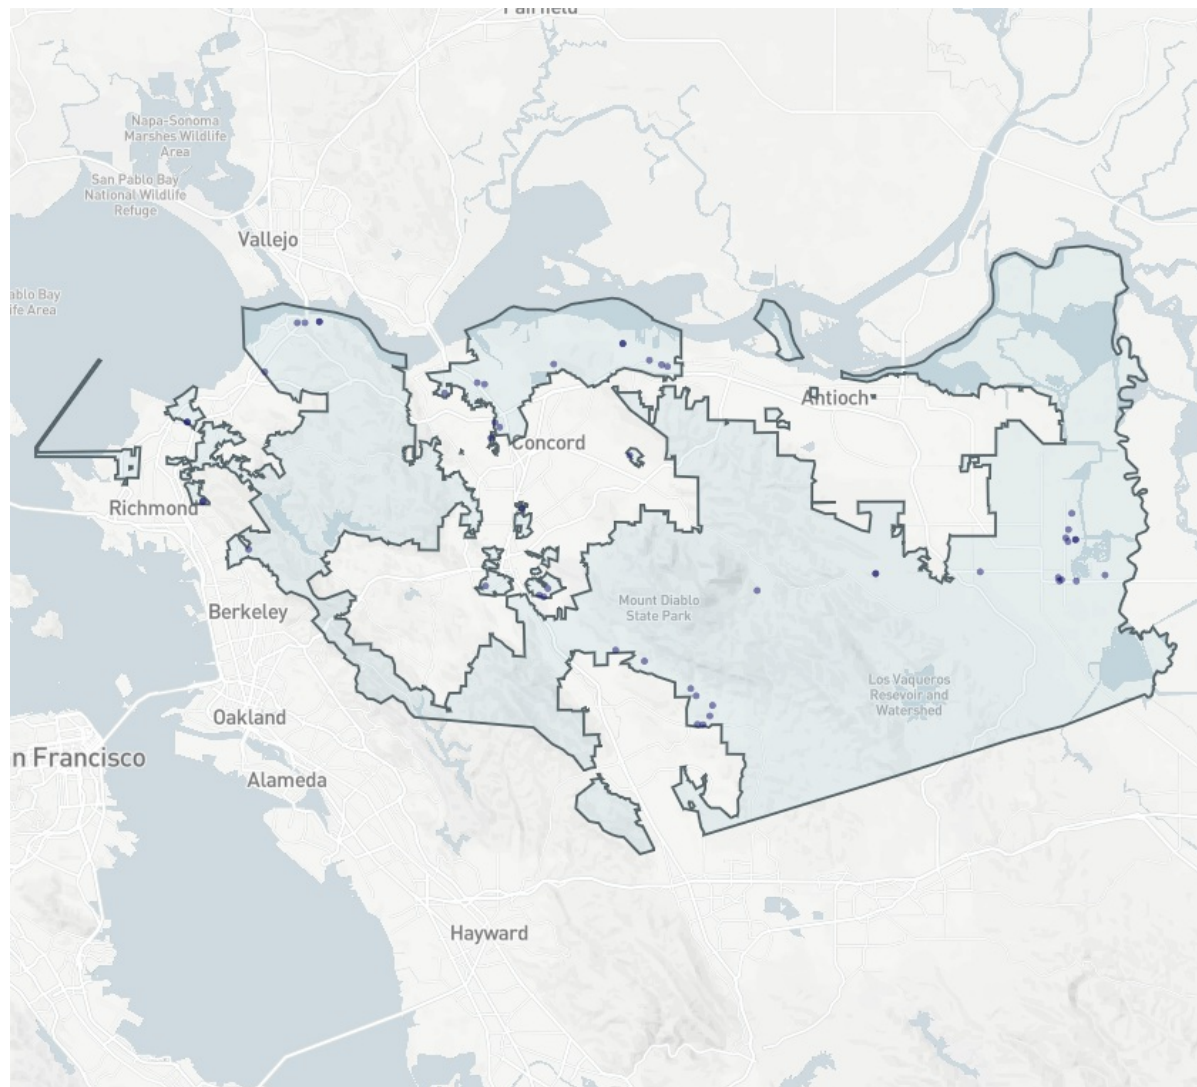 Fairfield
Napa-Sonoma
Marshes Wildlife
Area
San Pablo Bay
National Wildlife
Refuge
Vallejo
ablo Bay
ife Area
Antioch
Concord
Richmond
Mount Diablo
State Park
Berkeley
Los Vaqueros
Resevoir and
Watershed
Oakland
n Francisco
Alameda
Hayward